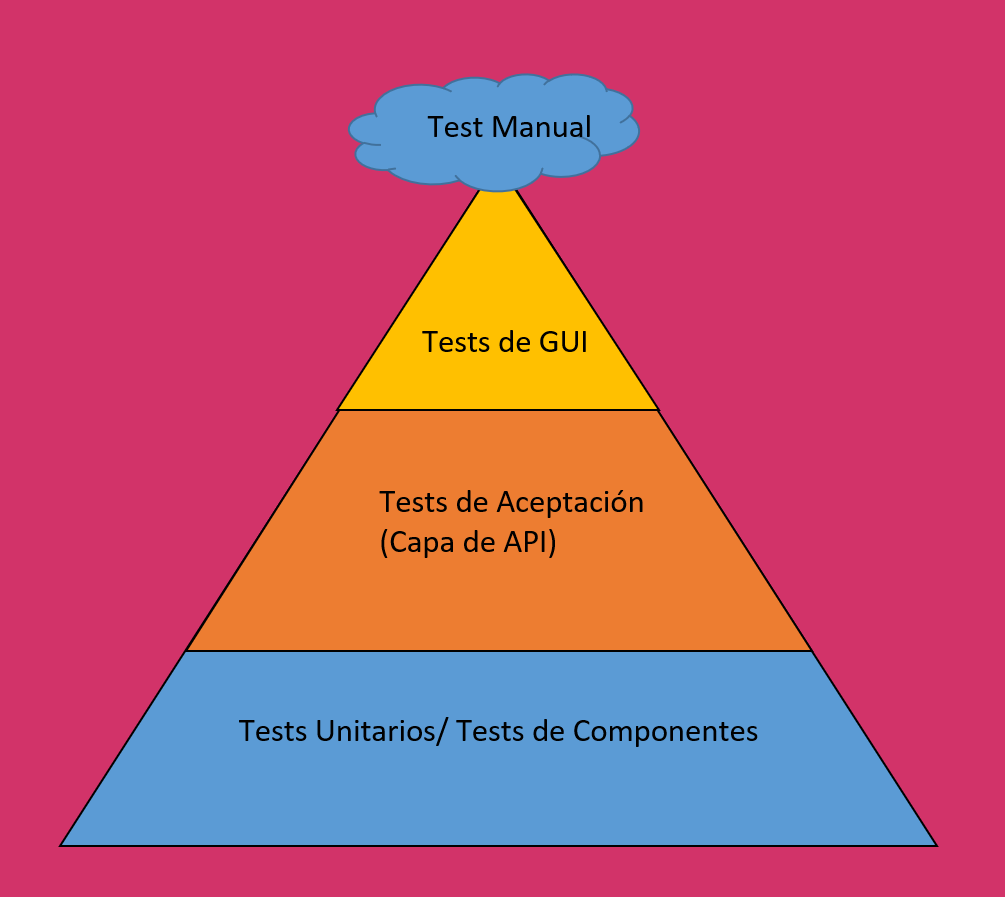 Test Manual
Tests de GUI
Tests de Aceptación
(Capa de API)
Tests Unitarios/ Tests de Componentes